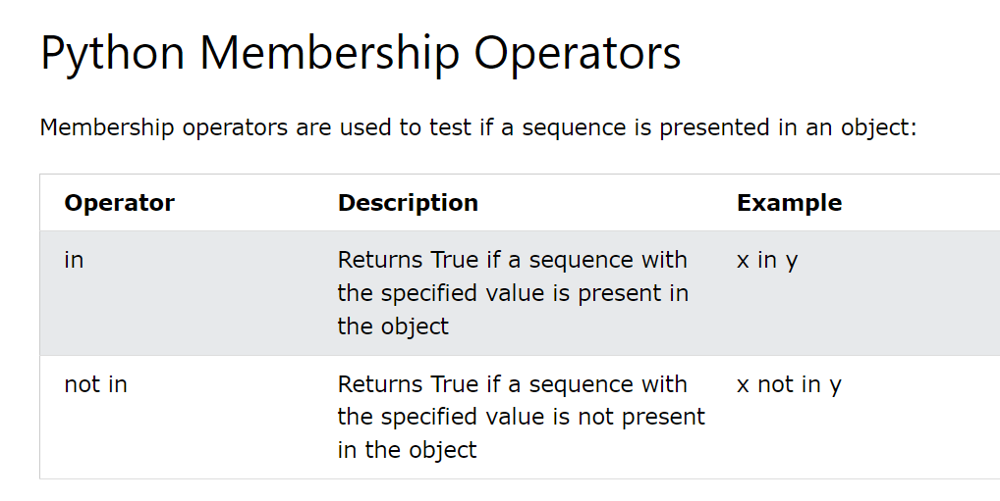 Python Membership Operators
Membership operators are used to test if a sequence is presented in an object:
Operator Description Example
in Returns True if a sequence with x in y
the specified value is present in
the object
not in Returns True if a sequence with x not in y
the specified value is not present
in the object